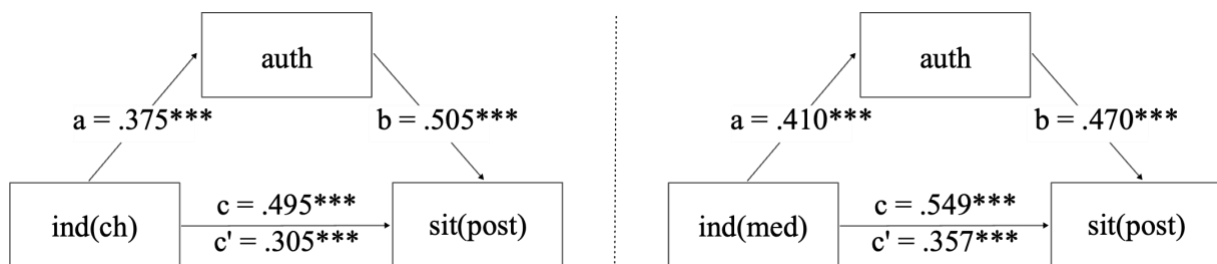 auth
a = .375***
b = .505***
ind(ch)
c = .495***
c' = .305***
sit(post)
auth
a = .410***
b = .470***
ind(med)
c = .549***
c' = .357***
sit(post)